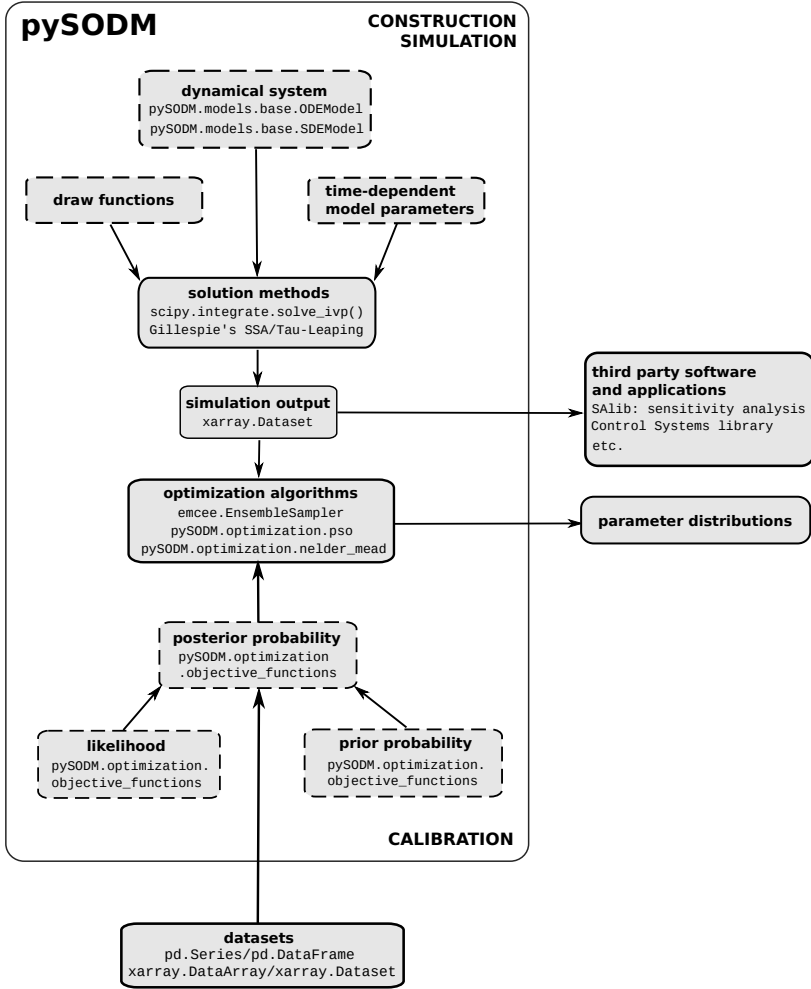 pySODM
CONSTRUCTION
SIMULATION
dynamical system
pySODM.models.base.ODEModel
pySODM.models.base.SDEModel
draw functions
time-dependent
model parameters
solution methods
scipy.integrate.solve_ivp()
Gillespie's SSA/Tau-Leaping
simulation output
xarray.Dataset
third party software
and applications
SAlib: sensitivity analysis
Control Systems library
etc.
optimization algorithms
emcee.EnsembleSampler
pySODM.optimization.pso
pySODM.optimization.nelder_mead
parameter distributions
posterior probability
pySODM.optimization
.objective_functions
likelihood
pySODM.optimization.
objective_functions
prior probability
pySODM.optimization.
objective_functions
CALIBRATION
datasets
pd.Series/pd.DataFrame
xarray.DataArray/xarray.Dataset